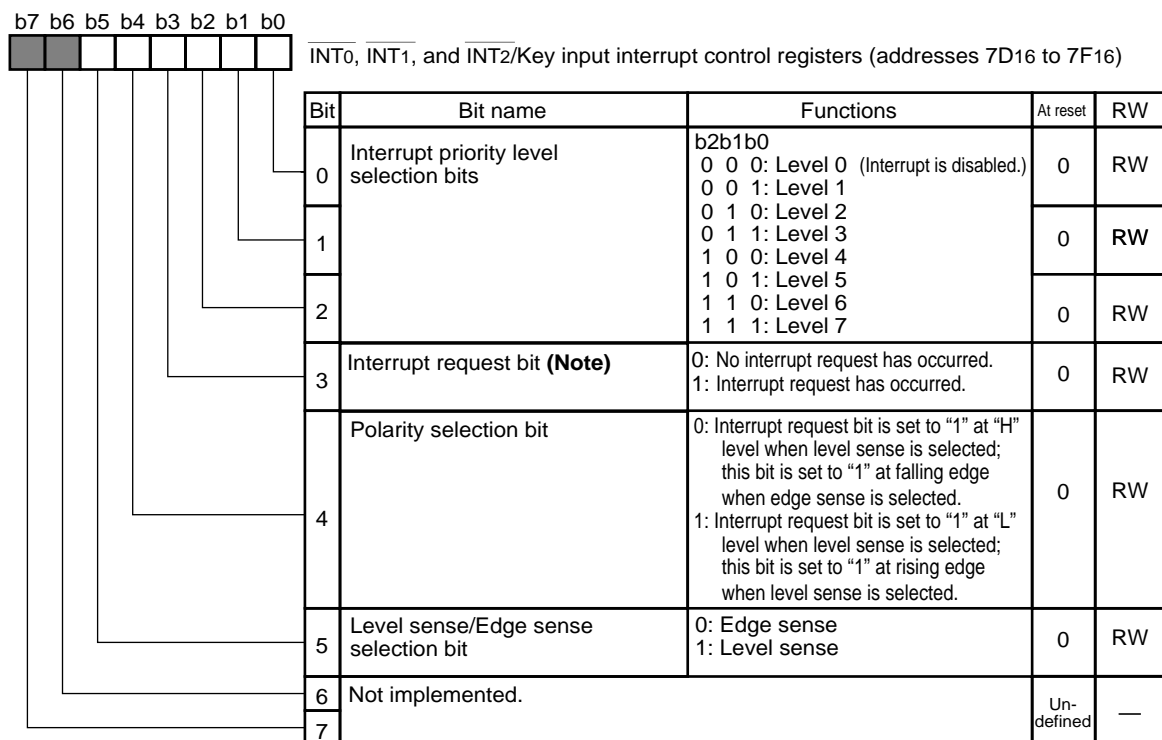 b7 b6 b5 b4 b3 b2 b1 b0
INT0, INT1, and INT2/Key input interrupt control registers (addresses 7D16 to 7F16)
Bit Bit name Functions At reset RW
0 Interrupt priority level
selection bits
b2b1b0
0 0 0: Level 0 (Interrupt is disabled.)
0 0 1: Level 1
0 1 0: Level 2
0 1 1: Level 3
1 0 0: Level 4
1 0 1: Level 5
1 1 0: Level 6
1 1 1: Level 7
0 RW
1 0 RW
2 0 RW
3 Interrupt request bit (Note)
0: No interrupt request has occurred.
1: Interrupt request has occurred.
0 RW
4 Polarity selection bit
0: Interrupt request bit is set to “1” at “H”
level when level sense is selected;
this bit is set to “1” at falling edge
when edge sense is selected.
1: Interrupt request bit is set to “1” at “L”
level when level sense is selected;
this bit is set to “1” at rising edge
when level sense is selected.
0 RW
5 Level sense/Edge sense
selection bit
0: Edge sense
1: Level sense
0 RW
6 Not implemented.
7
Un-
defined
—